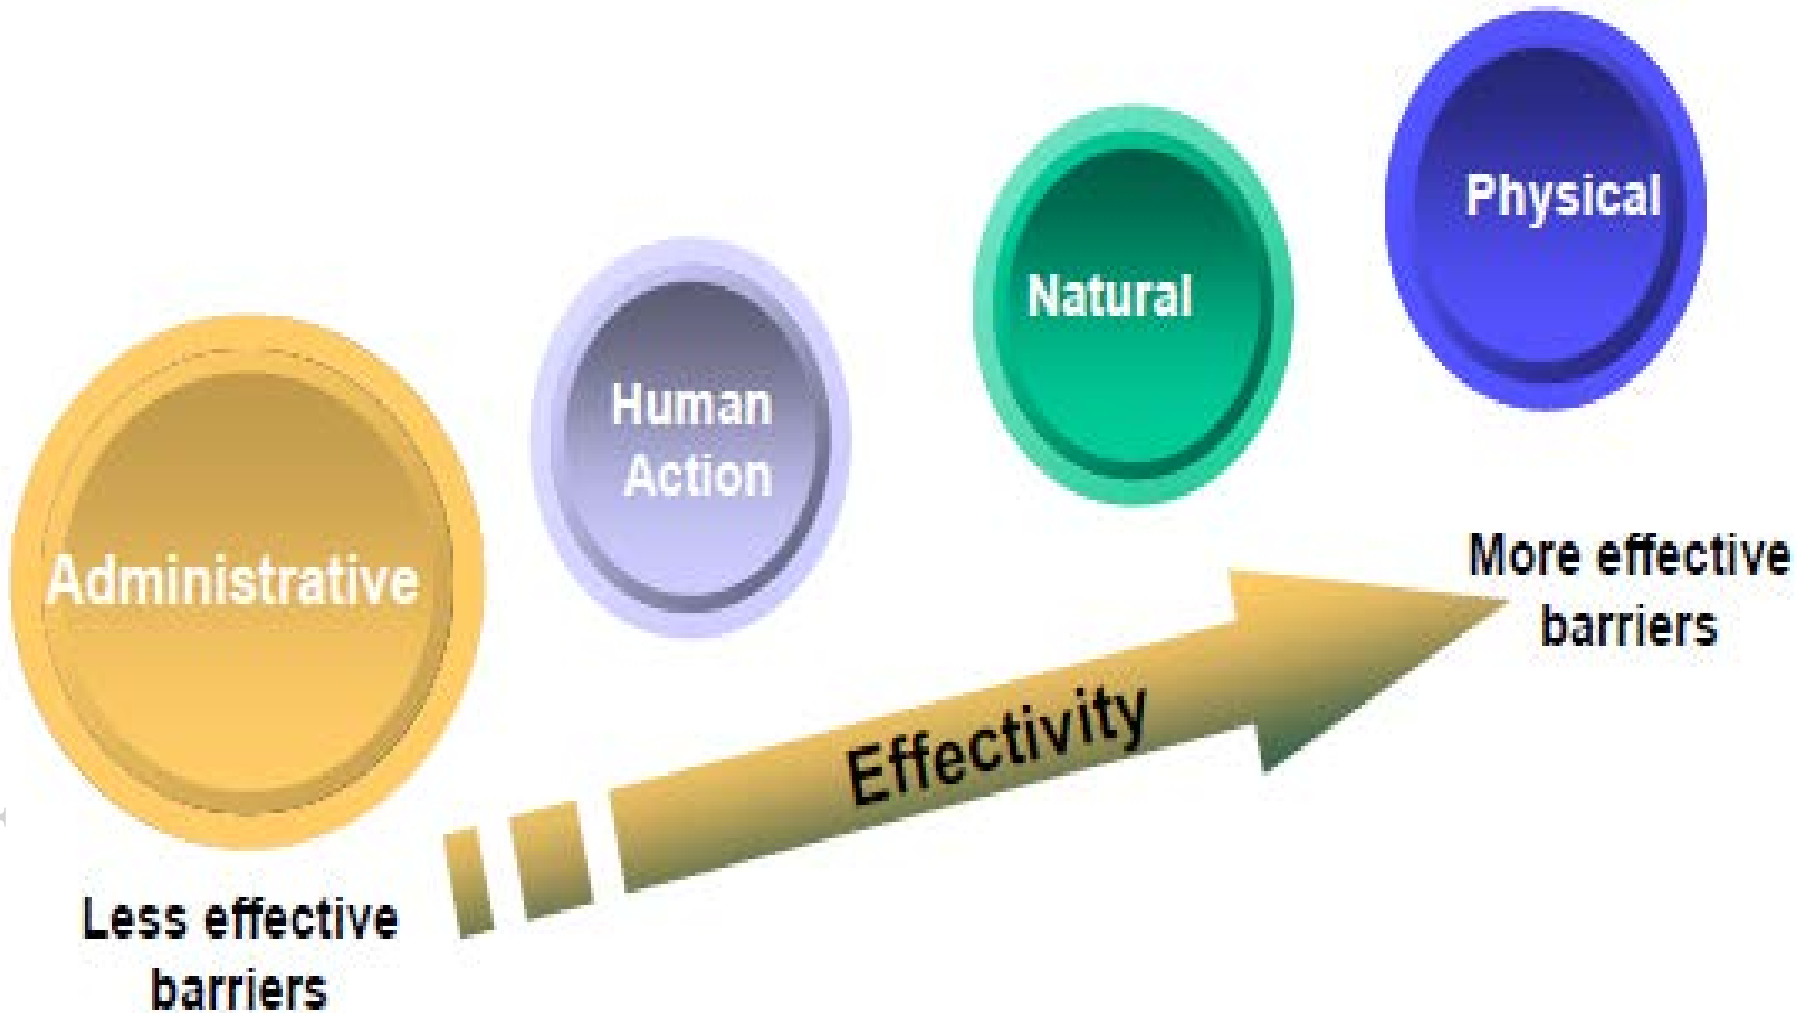 Physical
Natural
Human
Action
Administrative
More effective
barriers
Effectivity
Less effective
barriers